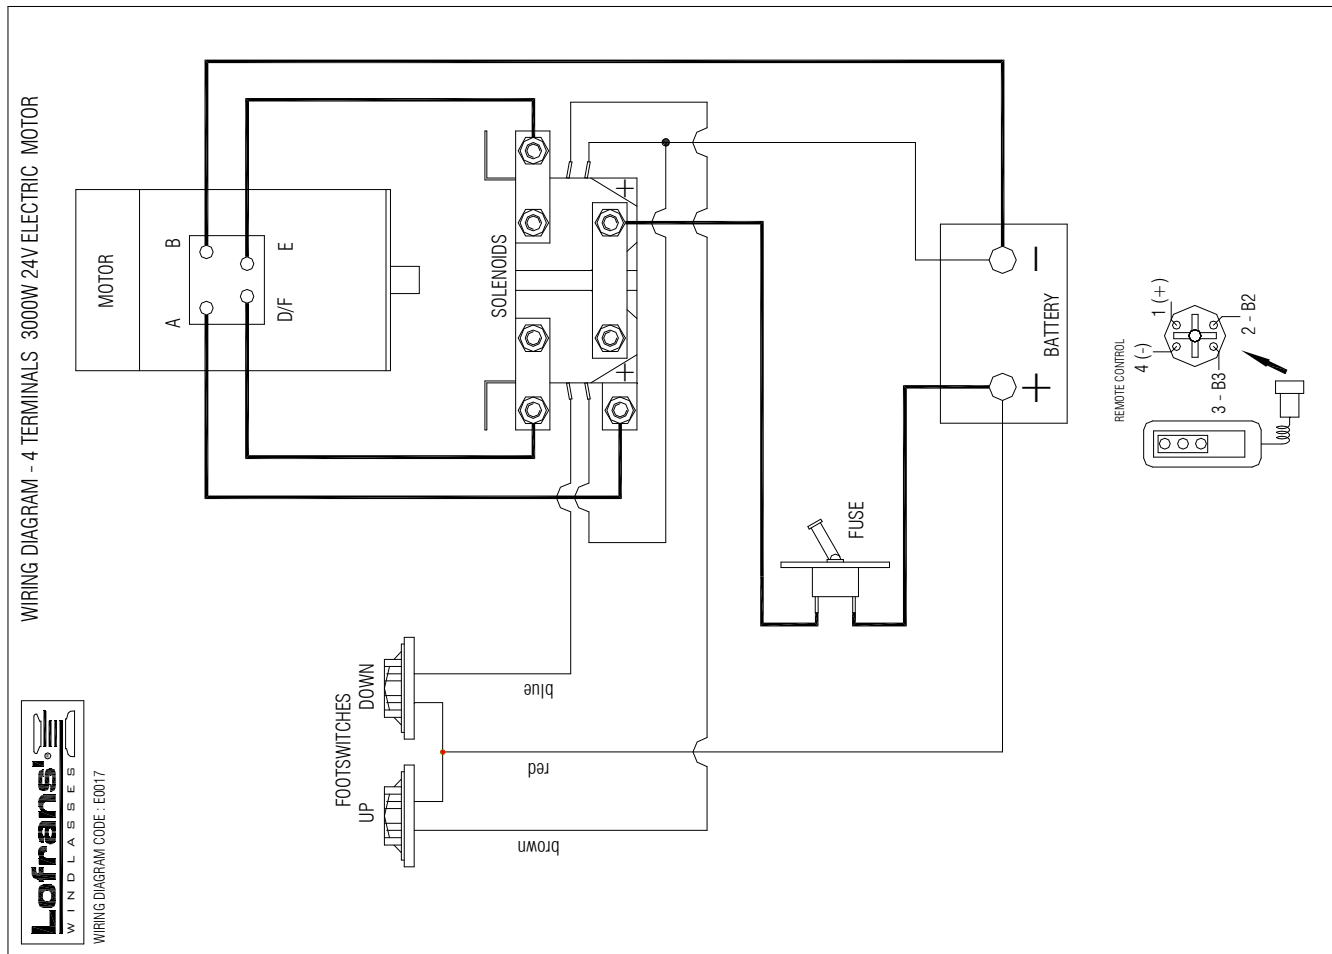 WIRING DIAGRAM - 4 TERMINALS 3000W 24V ELECTRIC MOTOR
Lofrans'®
WINDLASSES
WIRING DIAGRAM CODE : E0017
MOTOR
A
B
D/F
E
SOLENOIDS
+
+
FOOTSWITCHES
UP
DOWN
brown
red
blue
FUSE
BATTERY
+
-
REMOTE CONTROL
4 (-)
1 (+)
3 - B3
2 - B2